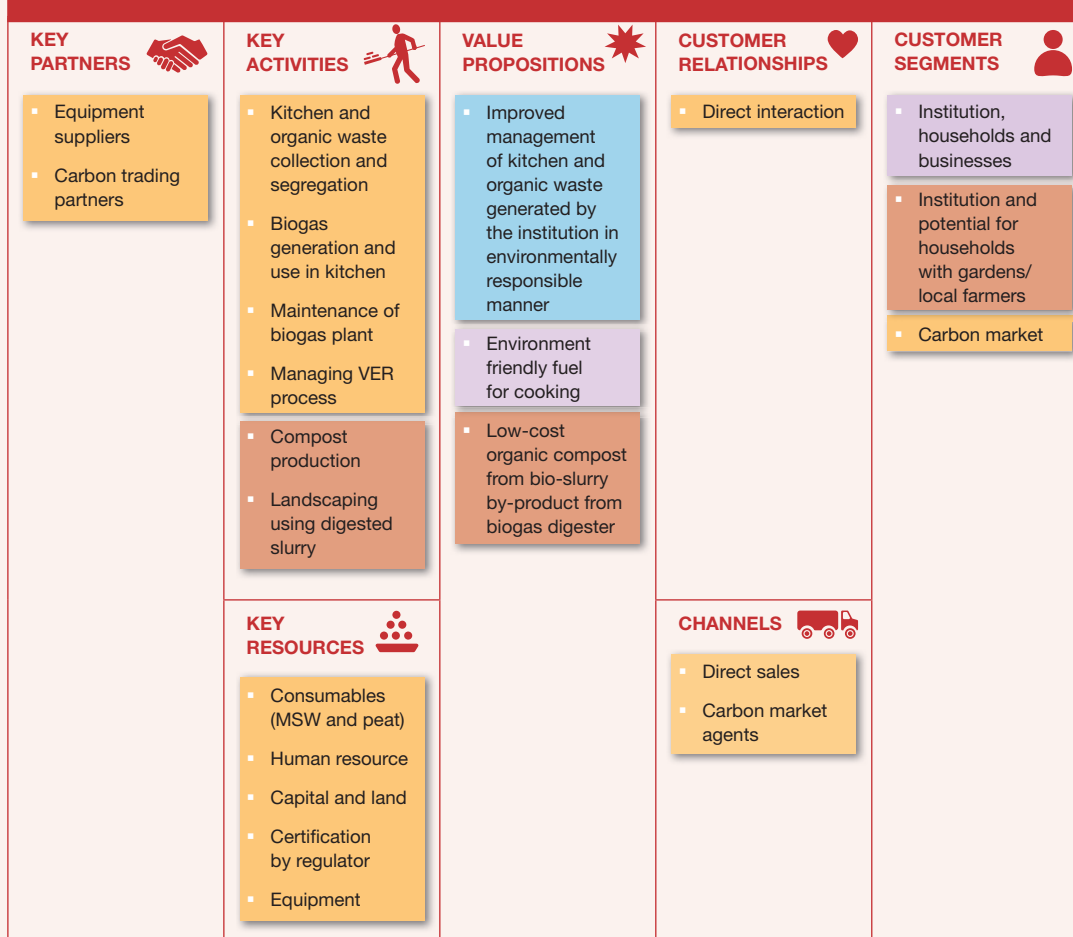 KEY
PARTNERS
Equipment
suppliers
Carbon trading
partners
KEY
ACTIVITIES
Kitchen and
organic waste
collection and
segregation
Biogas
generation and
use in kitchen
Maintenance of
biogas plant
Managing VER
process
Compost
production
Landscaping
using digested
slurry
KEY
RESOURCES
Consumables
(MSW and peat)
Human resource
Capital and land
Certification
by regulator
Equipment
VALUE
PROPOSITIONS
Improved
management
of kitchen and
organic waste
generated by
the institution in
environmentally
responsible
manner
Environment
friendly fuel
for cooking
Low-cost
organic compost
from bio-slurry
by-product from
biogas digester
CUSTOMER
RELATIONSHIPS
Direct interaction
CHANNELS
Direct sales
Carbon market
agents
CUSTOMER
SEGMENTS
Institution,
households and
businesses
Institution and
potential for
households
with gardens/
local farmers
Carbon market